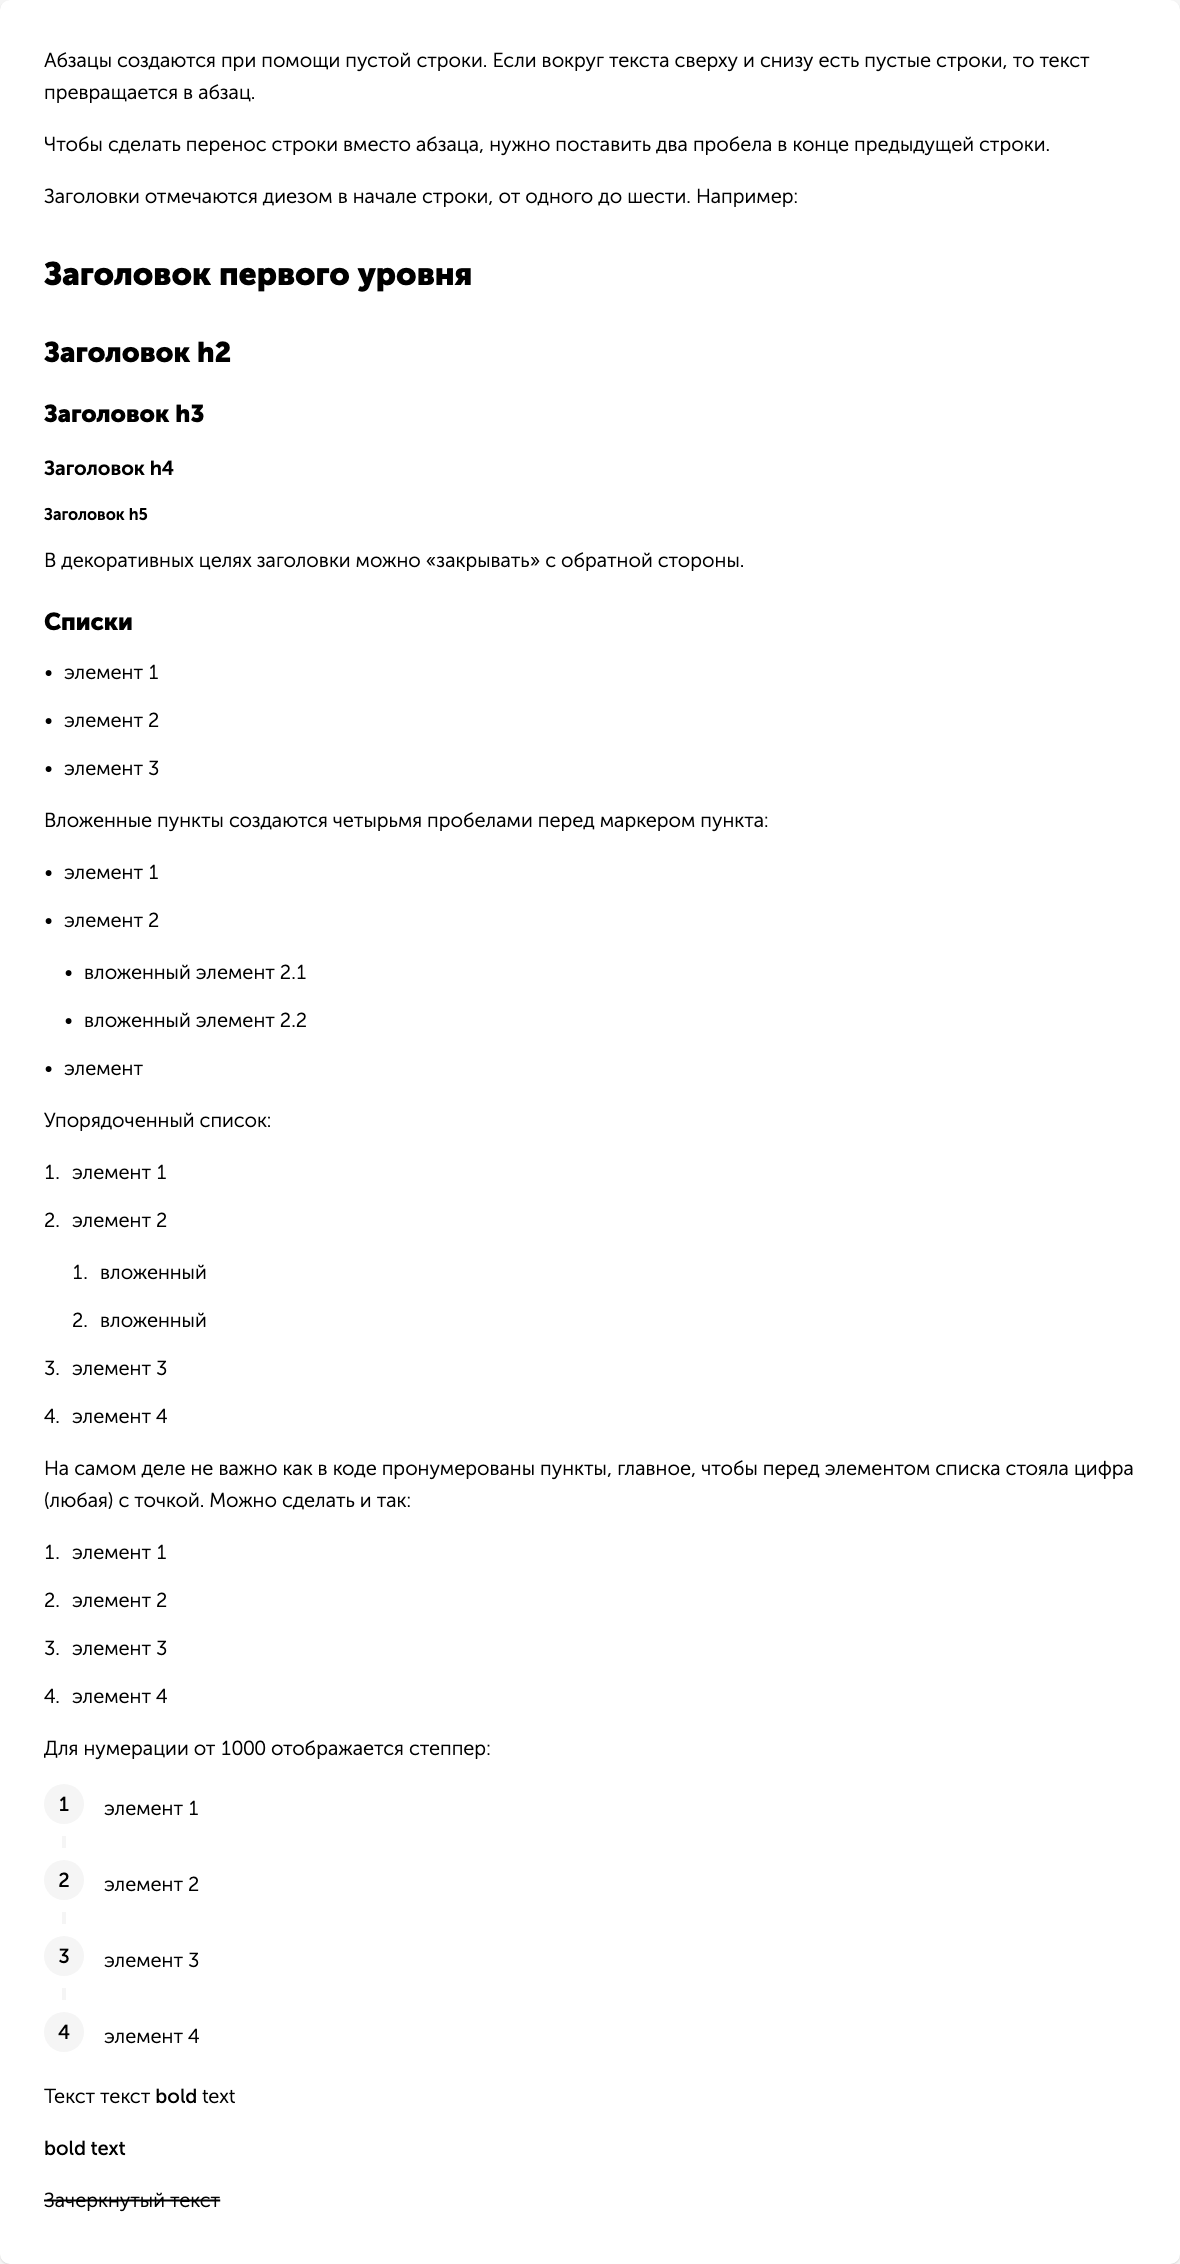 Абзацы создаются при помощи пустой строки. Если вокруг текста сверху и снизу есть пустые строки, то текст
превращается в абзац.
Чтобы сделать перенос строки вместо абзаца, нужно поставить два пробела в конце предыдущей строки.
Заголовки отмечаются диезом в начале строки, от одного до шести. Например:
Заголовок первого уровня
Заголовок h2
Заголовок h3
Заголовок h4
Заголовок h5
В декоративных целях заголовки можно «закрывать» с обратной стороны.
Списки
• элемент 1
• элемент 2
• элемент 3
Вложенные пункты создаются четырьмя пробелами перед маркером пункта:
• элемент 1
• элемент 2
• вложенный элемент 2.1
• вложенный элемент 2.2
• элемент
Упорядоченный список:
1. элемент 1
2. элемент 2
1. вложенный
2. вложенный
3. элемент 3
4. элемент 4
На самом деле не важно как в коде пронумерованы пункты, главное, чтобы перед элементом списка стояла цифра
(любая) с точкой. Можно сделать и так:
1. элемент 1
2. элемент 2
3. элемент 3
4. элемент 4
Для нумерации от 1000 отображается степпер:
1 элемент 1
2 элемент 2
3 элемент 3
4 элемент 4
Текст текст bold text
bold text
Зачеркнутый текст